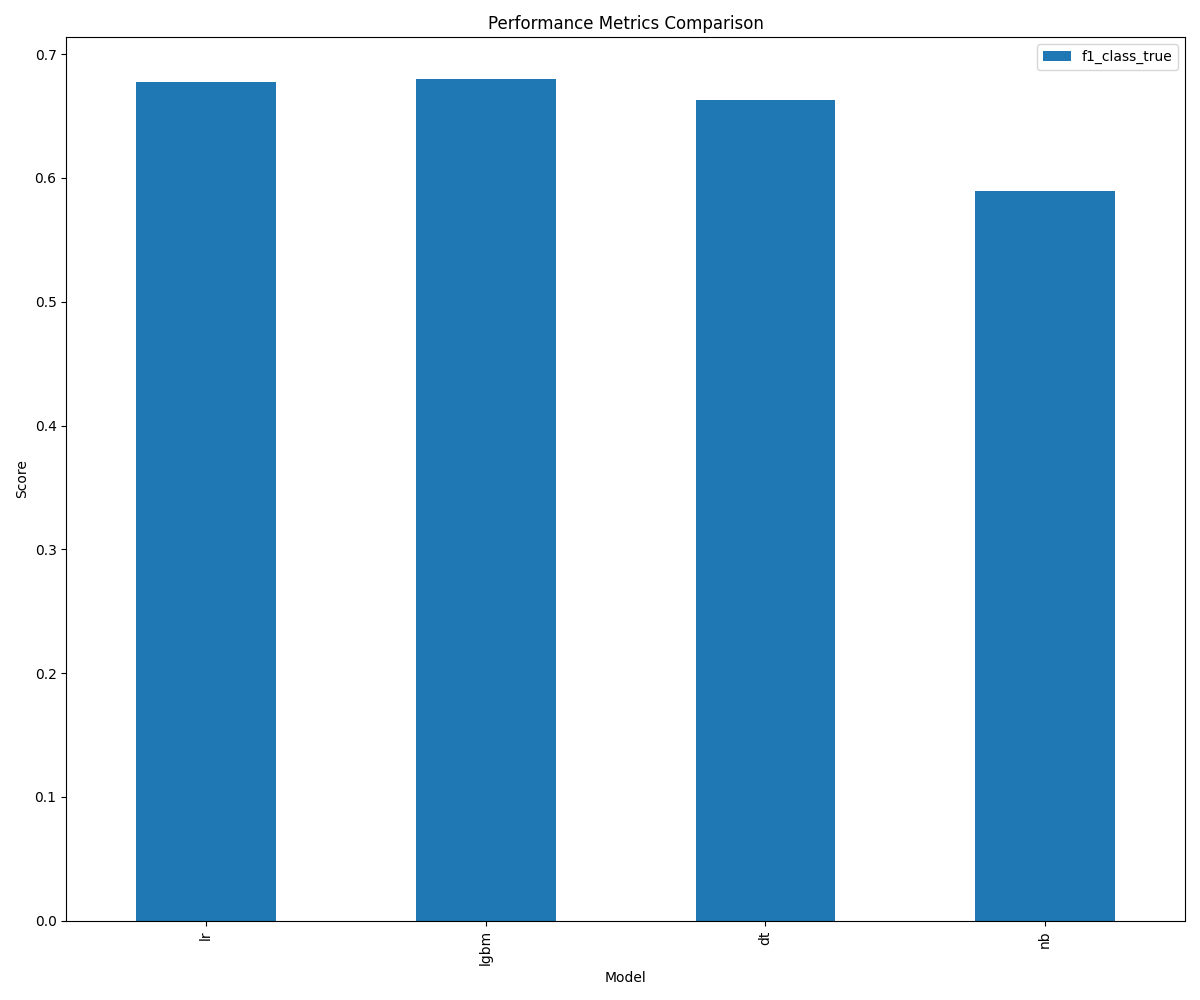 Performance Metrics Comparison
f1_class_true
0.7
0.6
0.5
0.4
0.3
0.2
0.1
0.0
Score
lr
lgbm
dt
nb
Model